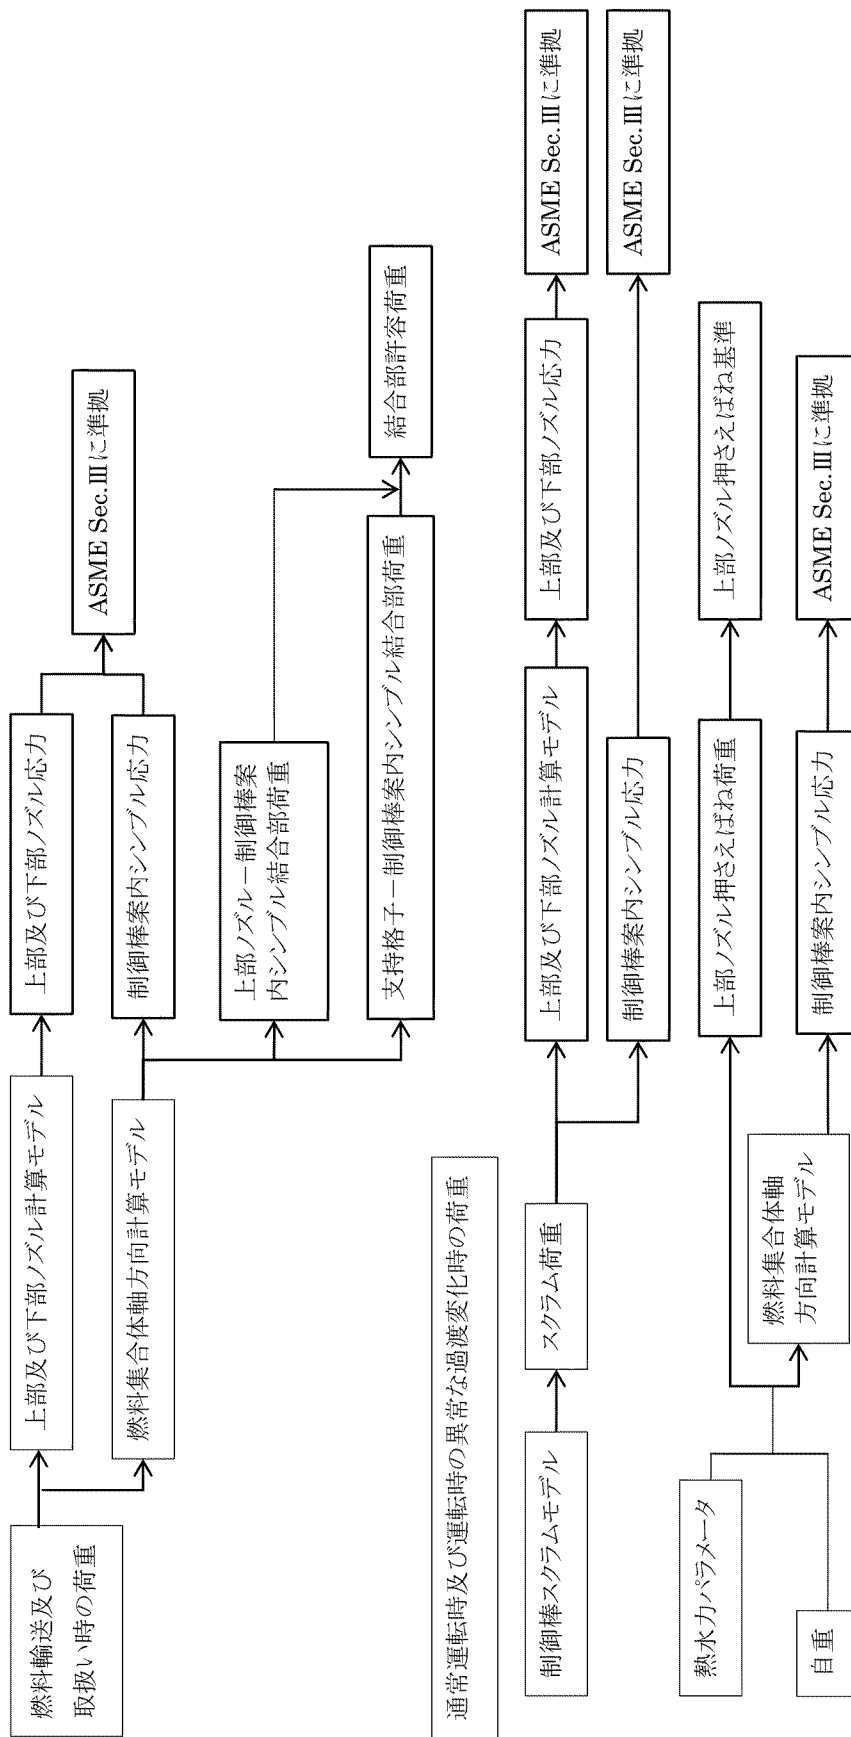 燃料輸送及び
取扱い時の荷重
上部及び下部ノズル計算モデル
上部及び下部ノズル応力
ASME Sec.Ⅲに準拠
燃料集合体軸方向計算モデル
制御棒案内シンブル応力
上部ノズルー制御棒案
内シンブル結合部荷重
支持格子ー制御棒案内シンブル結合部荷重
結合部許容荷重
通常運転時及び運転時の異常な過渡変化時の荷重
制御棒スクラムモデル
スクラム荷重
上部及び下部ノズル計算モデル
上部及び下部ノズル応力
ASME Sec.Ⅲに準拠
制御棒案内シンブル応力
ASME Sec.Ⅲに準拠
熱水力パラメータ
自重
上部ノズル押さえばね荷重
上部ノズル押さえばね基準
燃料集合体軸
方向計算モデル
制御棒案内シンブル応力
ASME Sec.Ⅲに準拠